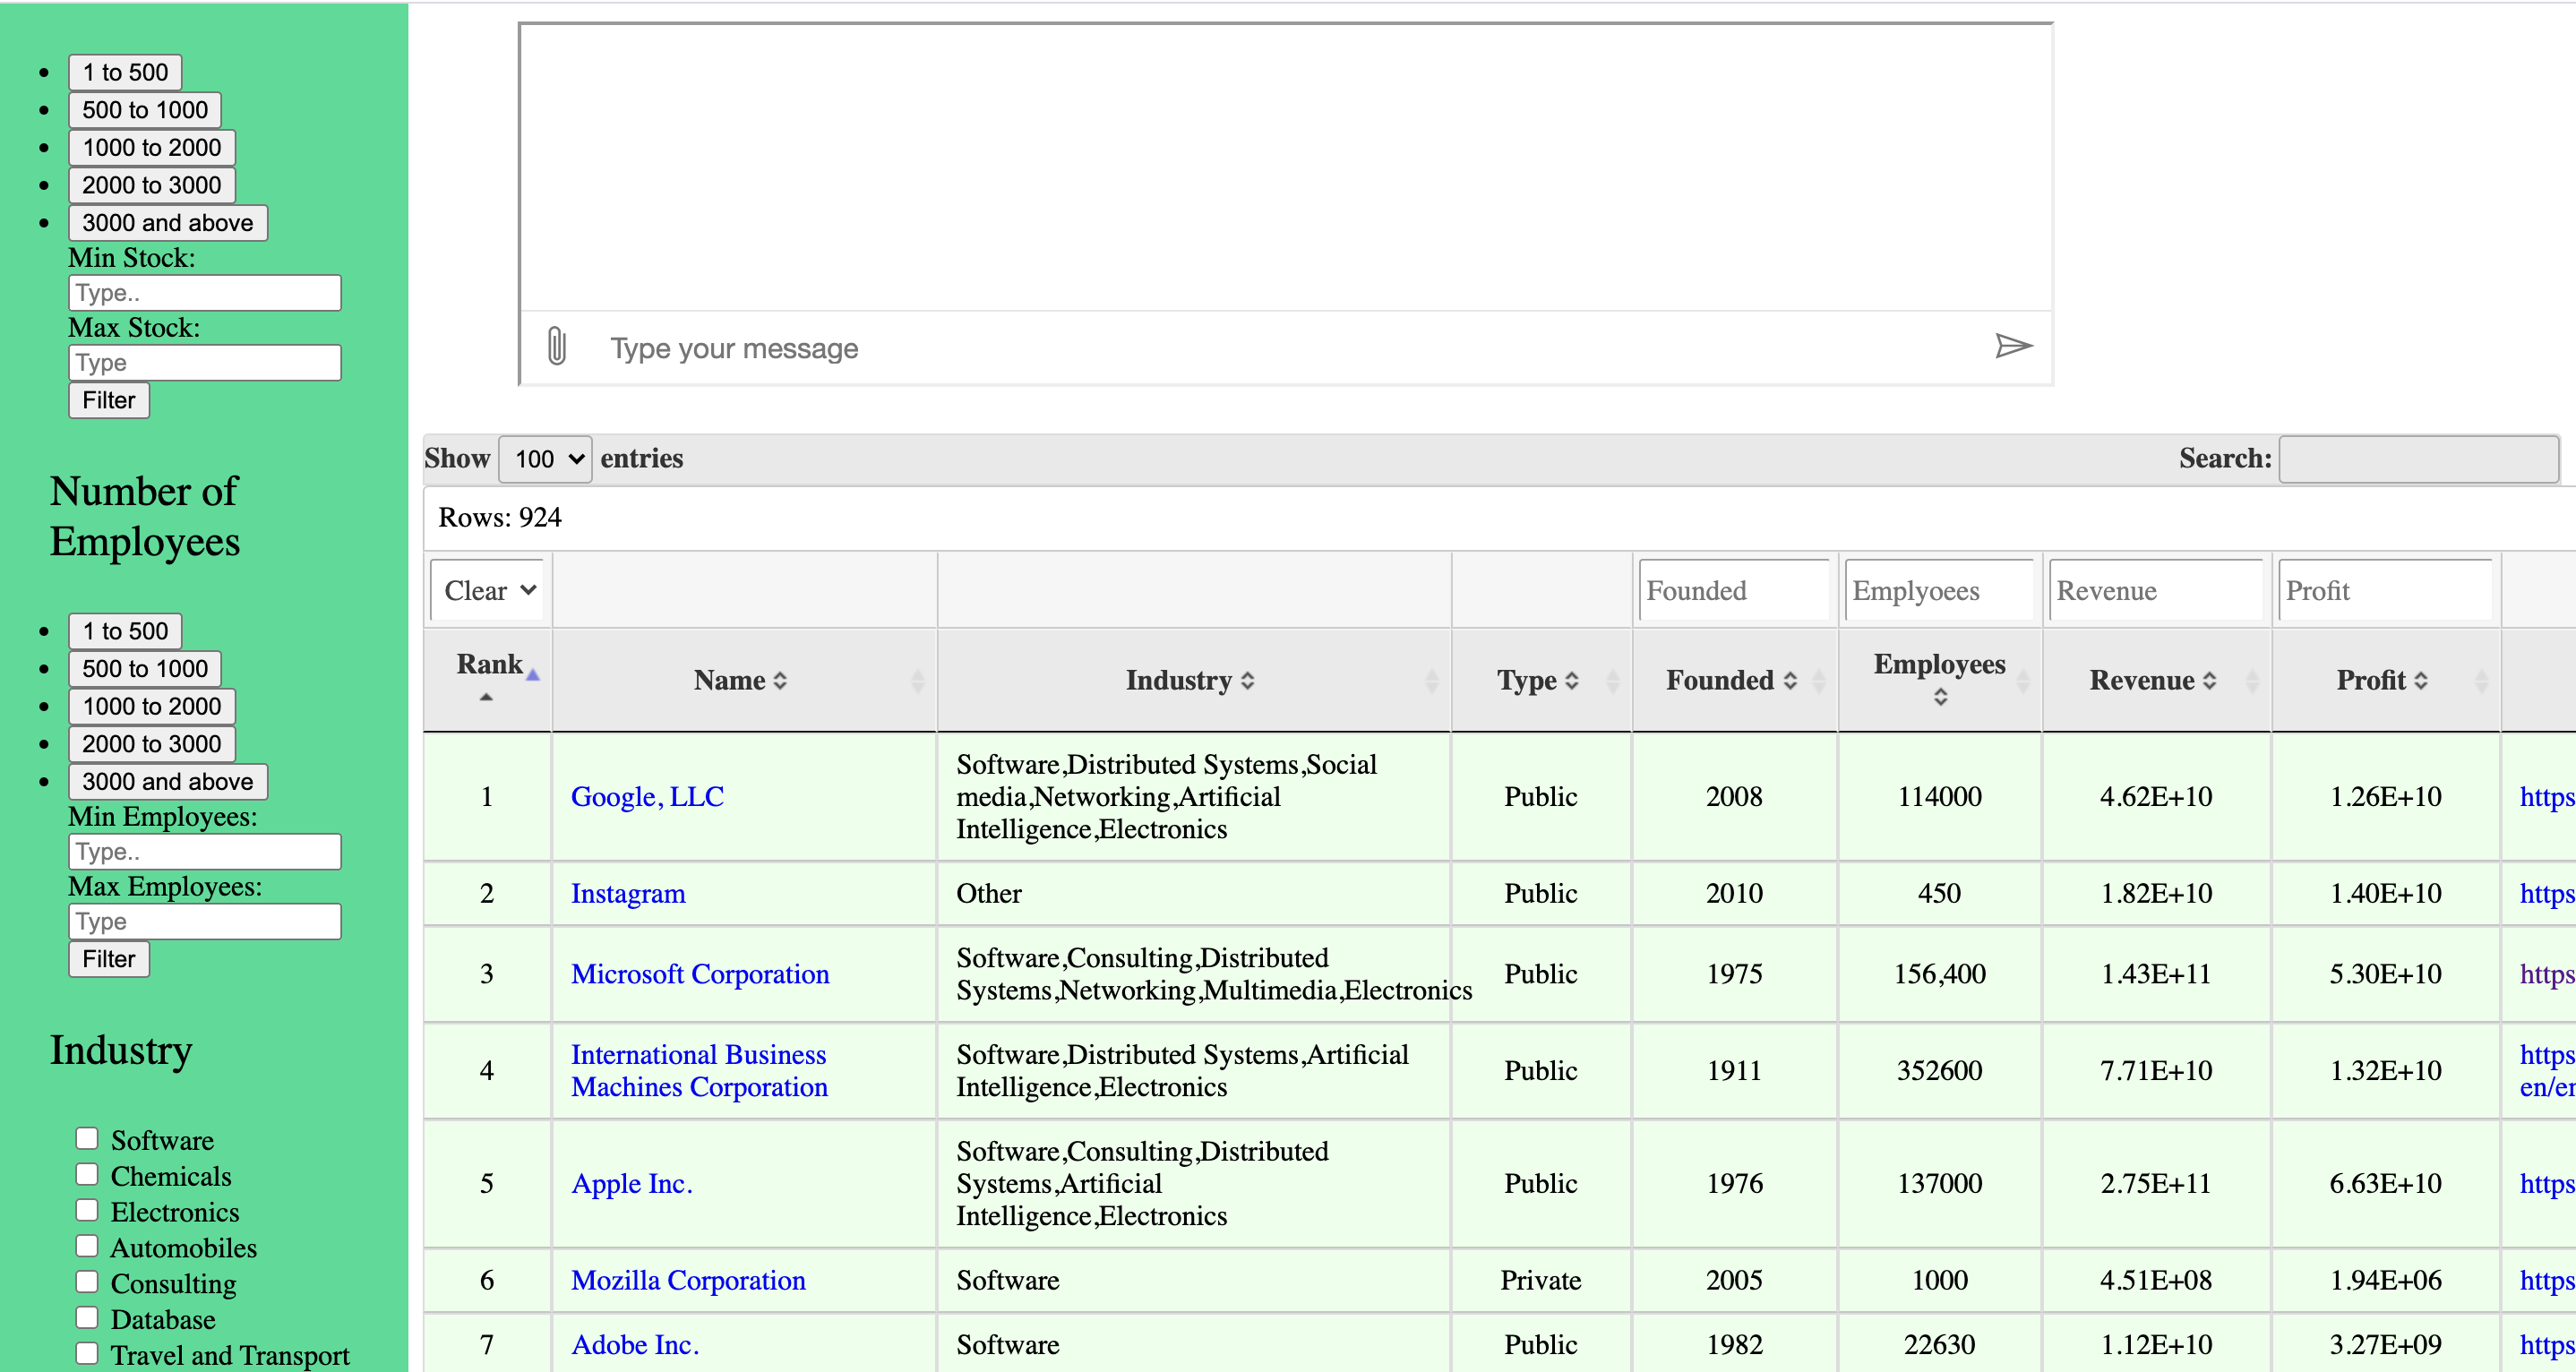 1 to 500
500 to 1000
1000 to 2000
2000 to 3000
3000 and above
Min Stock:
Type..
Max Stock:
Type
Filter
Number of
Employees
1 to 500
500 to 1000
1000 to 2000
2000 to 3000
3000 and above
Min Employees:
Type..
Max Employees:
Type
Filter
Industry
Software
Chemicals
Electronics
Automobiles
Consulting
Database
Travel and Transport
Type your message
Show 100 entries Search:
Rows: 924
Clear Founded Emplyoees Revenue Profit
Rank Name Industry Type Founded Employees Revenue Profit
1 Google, LLC Software,Distributed Systems,Social
media,Networking,Artificial
Intelligence,Electronics Public 2008 114000 4.62E+10 1.26E+10 https
2 Instagram Other Public 2010 450 1.82E+10 1.40E+10 https
3 Microsoft Corporation Software,Consulting,Distributed
Systems,Networking,Multimedia,Electronics Public 1975 156,400 1.43E+11 5.30E+10 https
4 International Business
Machines Corporation Software,Distributed Systems,Artificial
Intelligence,Electronics Public 1911 352600 7.71E+10 1.32E+10 https
en/en
5 Apple Inc. Software,Consulting,Distributed
Systems,Artificial
Intelligence,Electronics Public 1976 137000 2.75E+11 6.63E+10 https
6 Mozilla Corporation Software Private 2005 1000 4.51E+08 1.94E+06 https
7 Adobe Inc. Software Public 1982 22630 1.12E+10 3.27E+09 https